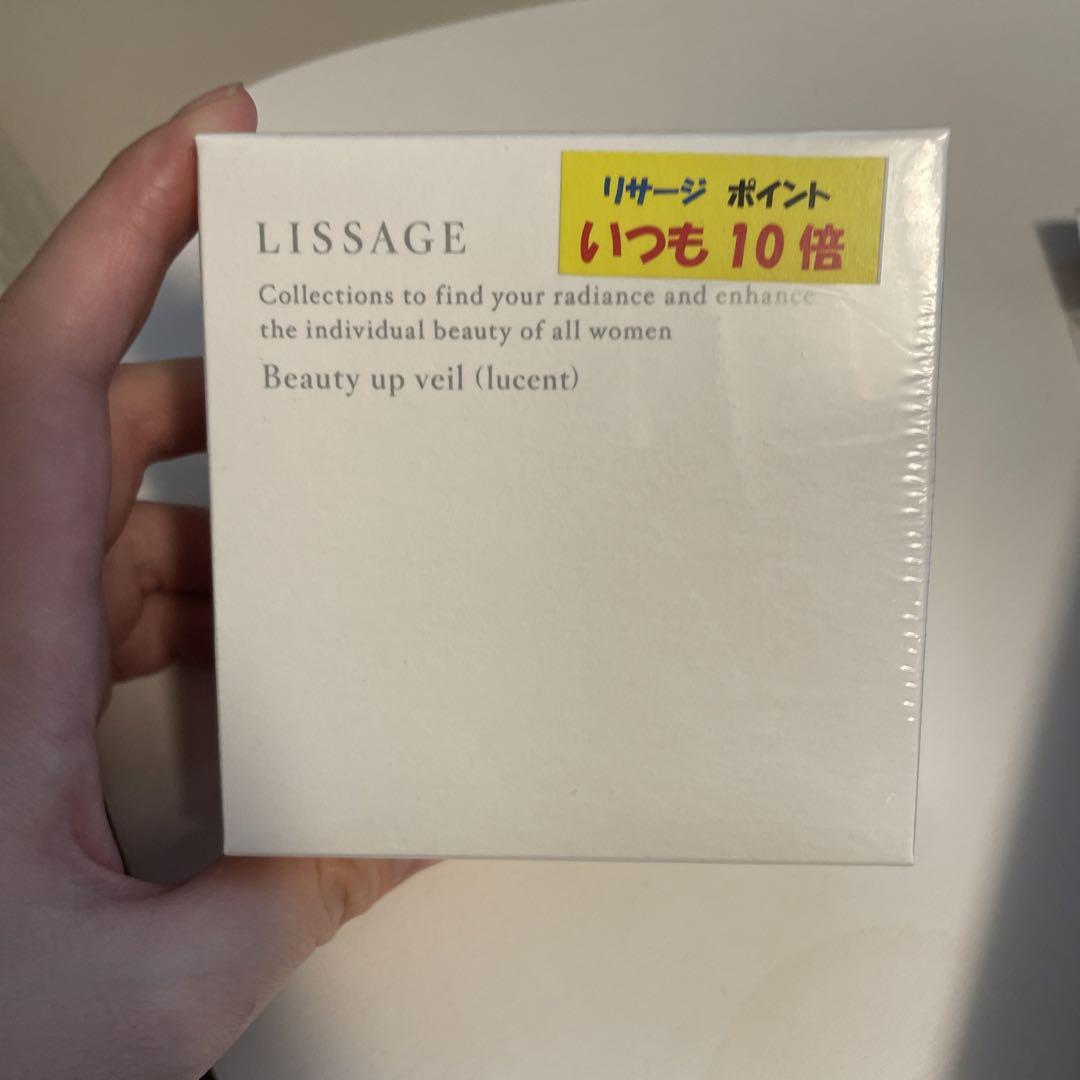 リサージ ポイント
いつも 10 倍
LISSAGE
Collections to find your radiance and enhance
the individual beauty of all women
Beauty up veil (lucent)